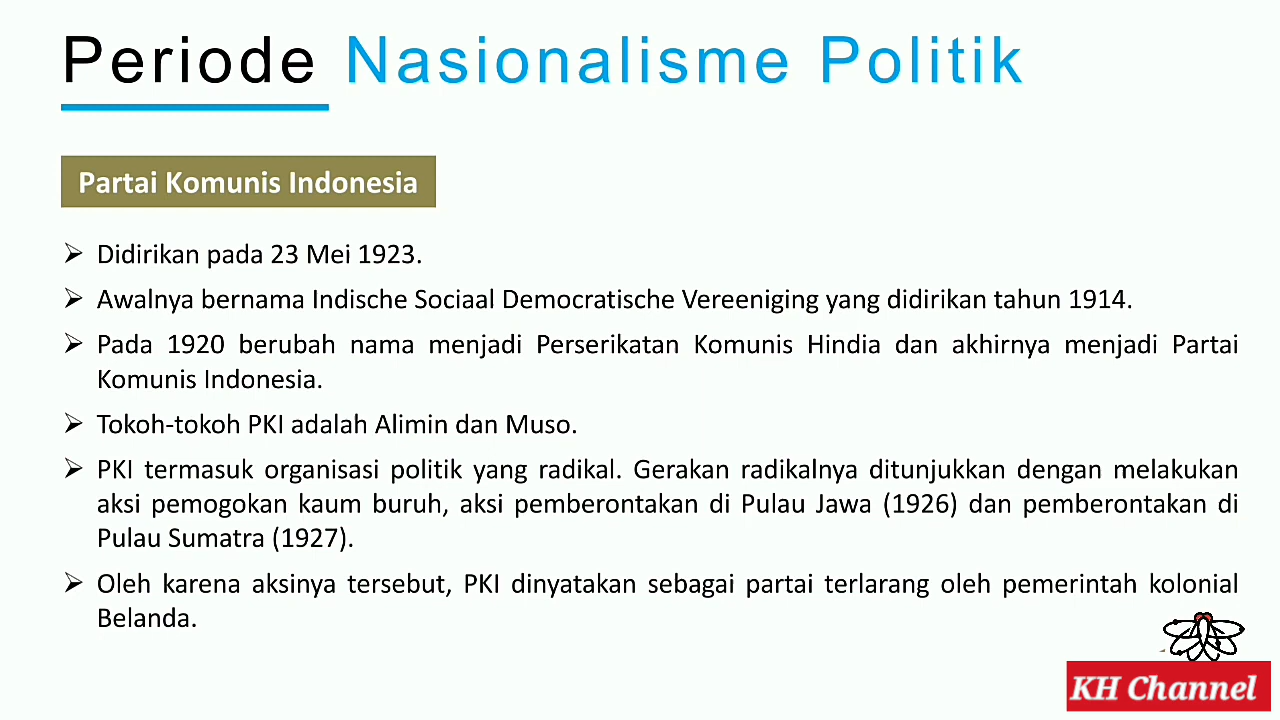 Periode Nasionalisme Politik
Partai Komunis Indonesia
Didirikan pada 23 Mei 1923.
Awalnya bernama Indische Sociaal Democratische Vereeniging yang didirikan tahun 1914.
Pada 1920 berubah nama menjadi Perserikatan Komunis Hindia dan akhirnya menjadi Partai
Komunis Indonesia.
Tokoh-tokoh PKI adalah Alimin dan Muso.
PKI termasuk organisasi politik yang radikal. Gerakan radikalnya ditunjukkan dengan melakukan
aksi pemogokan kaum buruh, aksi pemberontakan di Pulau Jawa (1926) dan pemberontakan di
Pulau Sumatra (1927).
Oleh karena aksinya tersebut, PKI dinyatakan sebagai partai terlarang oleh pemerintah kolonial
Belanda.
KH Channel